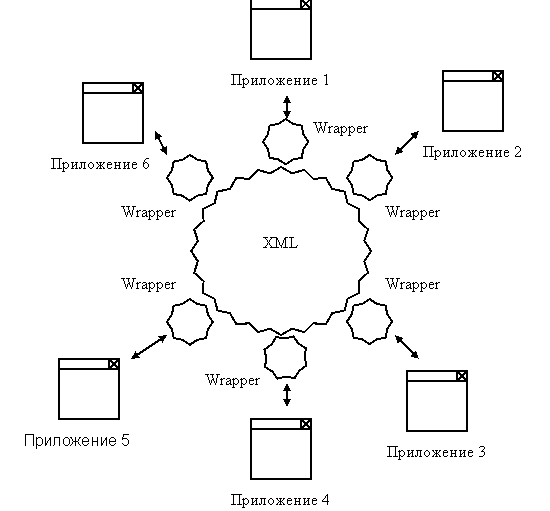 Приложение 1
Wrapper
Приложение 2
Приложение 6
Wrapper
Wrapper
XML
Wrapper
Wrapper
Wrapper
Приложение 5
Приложение 3
Приложение 4